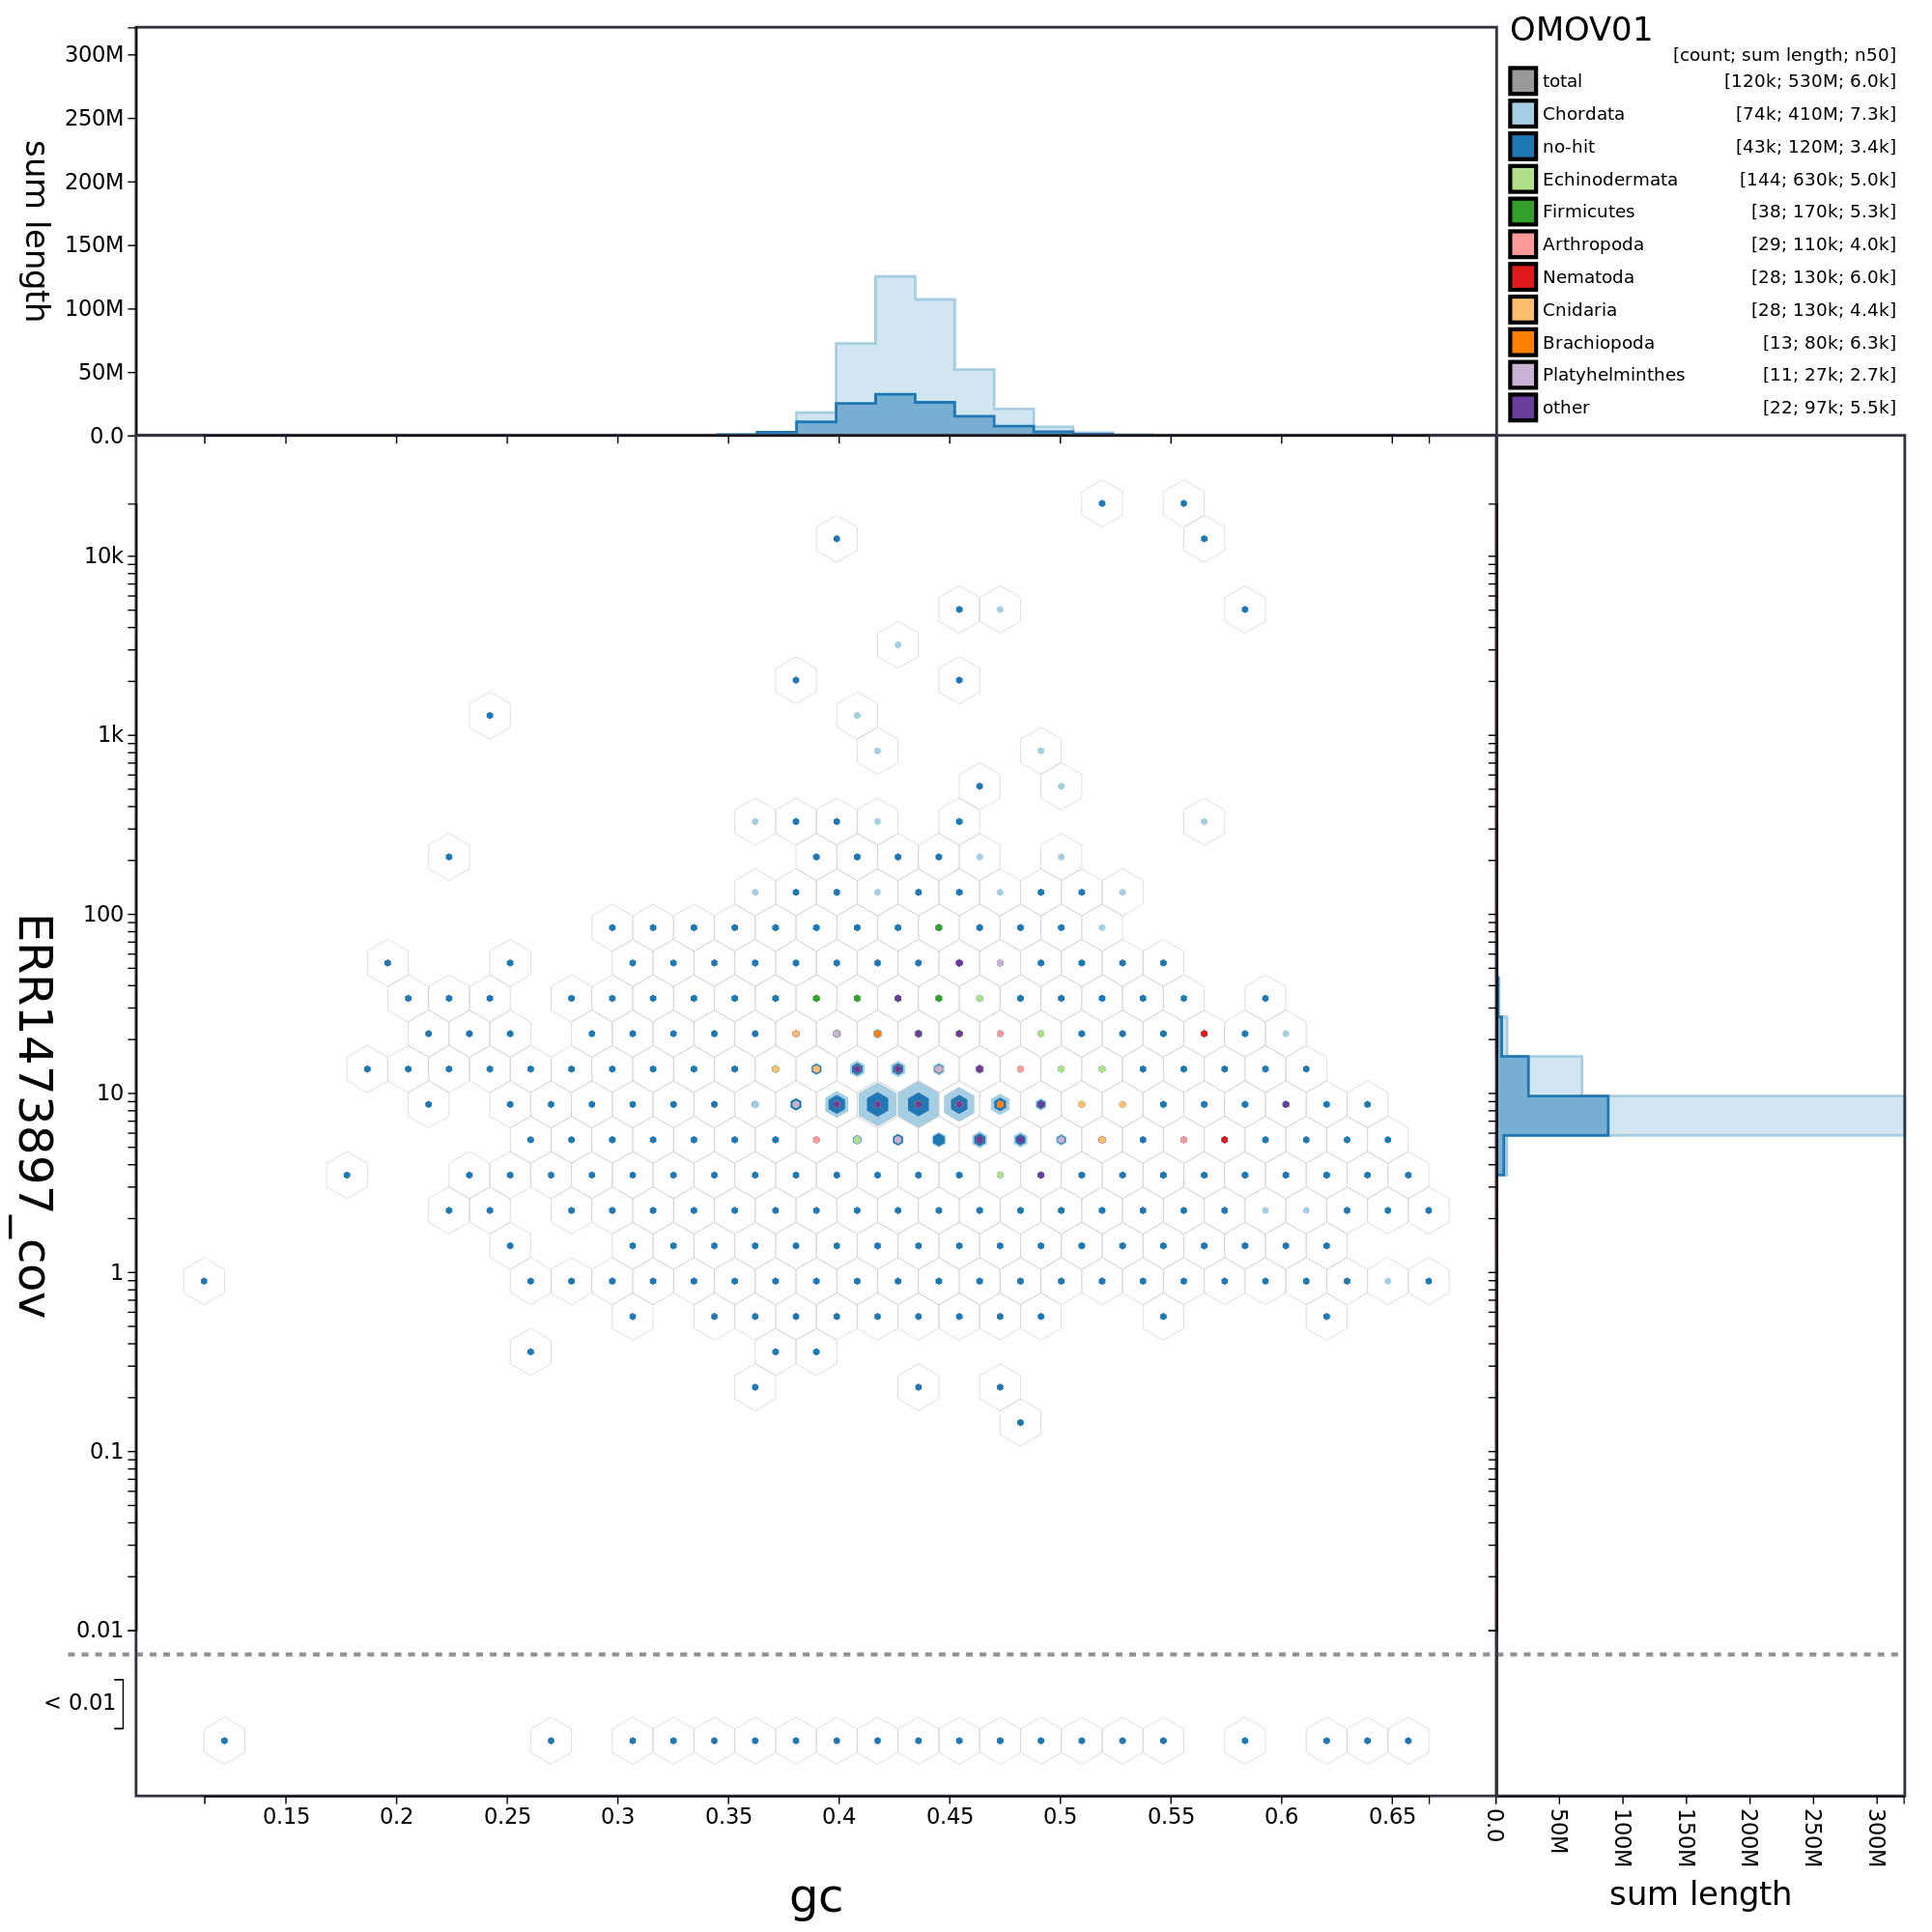 OMOV01
[count; sum length; n50]
total [120k; 530M; 6.0k]
Chordata [74k; 410M; 7.3k]
no-hit [43k; 120M; 3.4k]
Echinodermata [144; 630k; 5.0k]
Firmicutes [38; 170k; 5.3k]
Arthropoda [29; 110k; 4.0k]
Nematoda [28; 130k; 6.0k]
Cnidaria [28; 130k; 4.4k]
Brachiopoda [13; 80k; 6.3k]
Platyhelminthes [11; 27k; 2.7k]
other [22; 97k; 5.5k]
sum length
300M
250M
200M
150M
100M
50M
0.0
ERR1473897_cov
10k
1k
100
10
1
0.1
0.01
< 0.01
0.15 0.2 0.25 0.3 0.35 0.4 0.45 0.5 0.55 0.6 0.65
gc
0.0 50M 100M 150M 200M 250M 300M
sum length